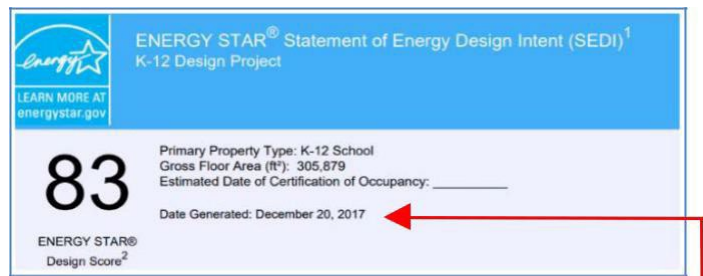 energy
LEARN MORE AT
energystar.gov
ENERGY STAR® Statement of Energy Design Intent (SEDI)1
K-12 Design Project
83
ENERGY STAR®
Design Score2
Primary Property Type: K-12 School
Gross Floor Area (ft²): 305,879
Estimated Date of Certification of Occupancy: __________
Date Generated: December 20, 2017